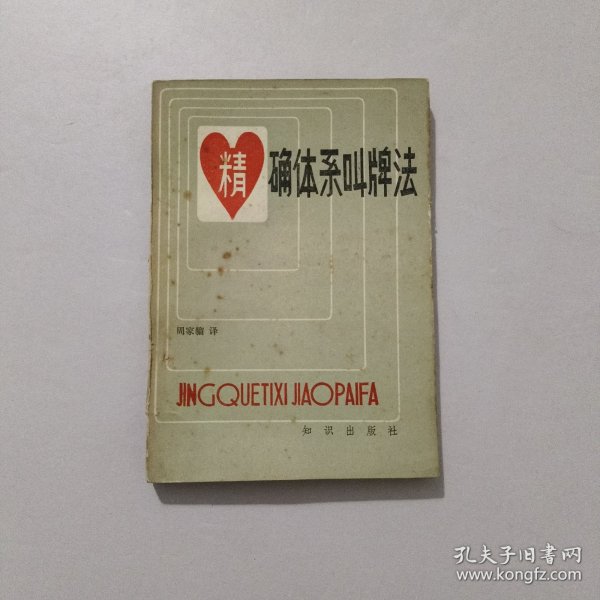 精确体系叫牌法
周家骝 译
JINGQUETIXI JIAOPAIFA
知识出版社
孔夫子旧书网
www.kongfz.com